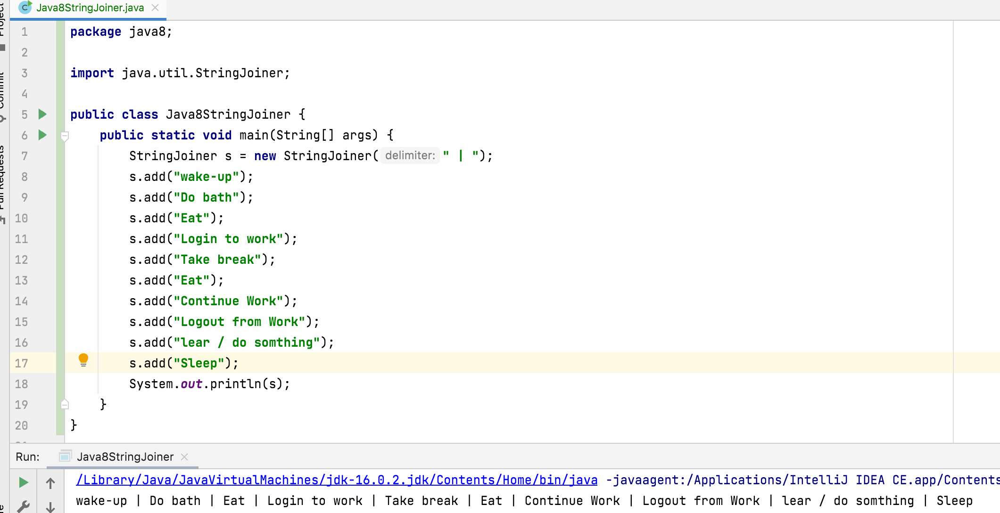 Java8StringJoiner.java
Project
Commit
Pull Requests
1 package java8;
2
3 import java.util.StringJoiner;
4
5 public class Java8StringJoiner {
6 public static void main(String[] args) {
7 StringJoiner s = new StringJoiner( delimiter: " | ");
8 s.add("wake-up");
9 s.add("Do bath");
10 s.add("Eat");
11 s.add("Login to work");
12 s.add("Take break");
13 s.add("Eat");
14 s.add("Continue Work");
15 s.add("Logout from Work");
16 s.add("lear / do somthing");
17 s.add("Sleep");
18 System.out.println(s);
19 }
20 }
Run: Java8StringJoiner
/Library/Java/JavaVirtualMachines/jdk-16.0.2.jdk/Contents/Home/bin/java -javaagent:/Applications/IntelliJ IDEA CE.app/Contents
wake-up | Do bath | Eat | Login to work | Take break | Eat | Continue Work | Logout from Work | lear / do somthing | Sleep